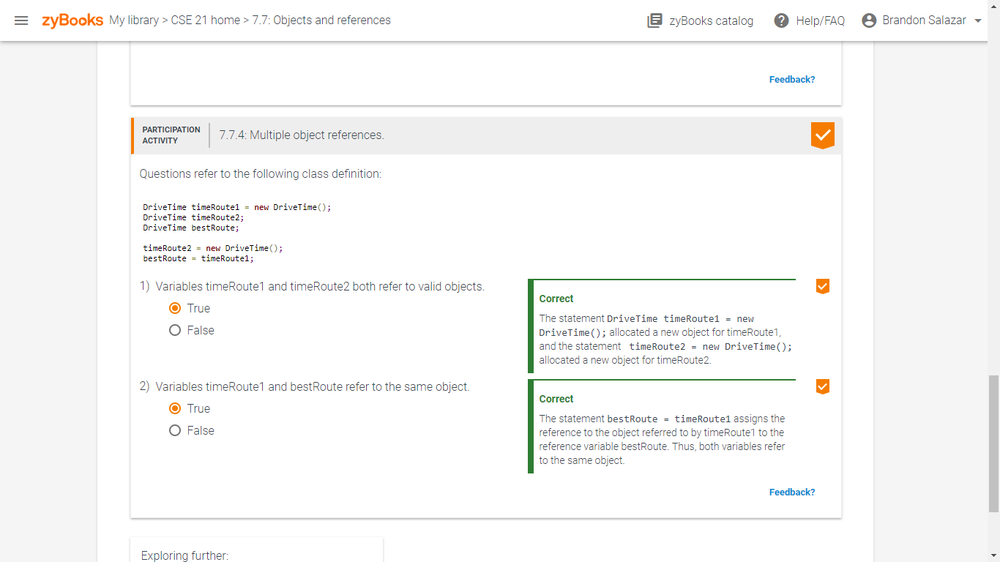 zyBooks My library > CSE 21 home > 7.7: Objects and references
zyBooks catalog
Help/FAQ
Brandon Salazar
Feedback?
PARTICIPATION
ACTIVITY
7.7.4: Multiple object references.
Questions refer to the following class definition:
DriveTime timeRoute1 = new DriveTime();
DriveTime timeRoute2;
DriveTime bestRoute;
timeRoute2 = new DriveTime();
bestRoute = timeRoute1;
1) Variables timeRoute1 and timeRoute2 both refer to valid objects.
True
False
Correct
The statement DriveTime timeRoute1 = new
DriveTime(); allocated a new object for timeRoute1,
and the statement timeRoute2 = new DriveTime();
allocated a new object for timeRoute2.
2) Variables timeRoute1 and bestRoute refer to the same object.
True
False
Correct
The statement bestRoute = timeRoute1 assigns the
reference to the object referred to by timeRoute1 to the
reference variable bestRoute. Thus, both variables refer
to the same object.
Feedback?
Exploring further: